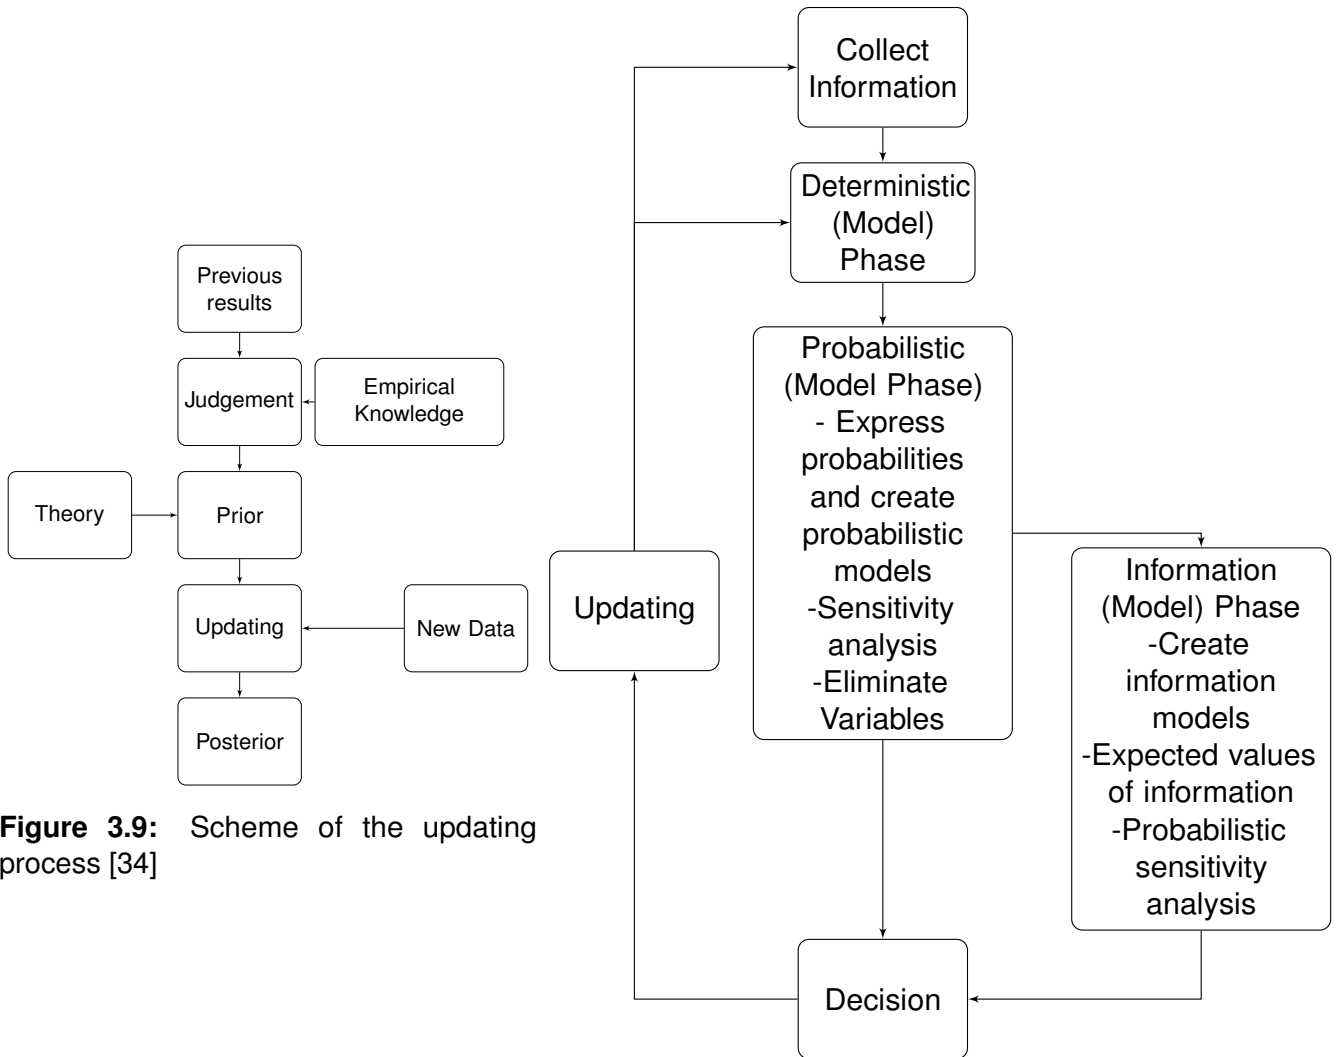 Previous
results
Judgement
Empirical
Knowledge
Theory
Prior
Updating
New Data
Posterior
Figure 3.9: Scheme of the updating
process [34]
Collect
Information
Deterministic
(Model)
Phase
Probabilistic
(Model Phase)
- Express
probabilities
and create
probabilistic
models
-Sensitivity
analysis
-Eliminate
Variables
Information
(Model) Phase
-Create
information
models
-Expected values
of information
-Probabilistic
sensitivity
analysis
Updating
Decision